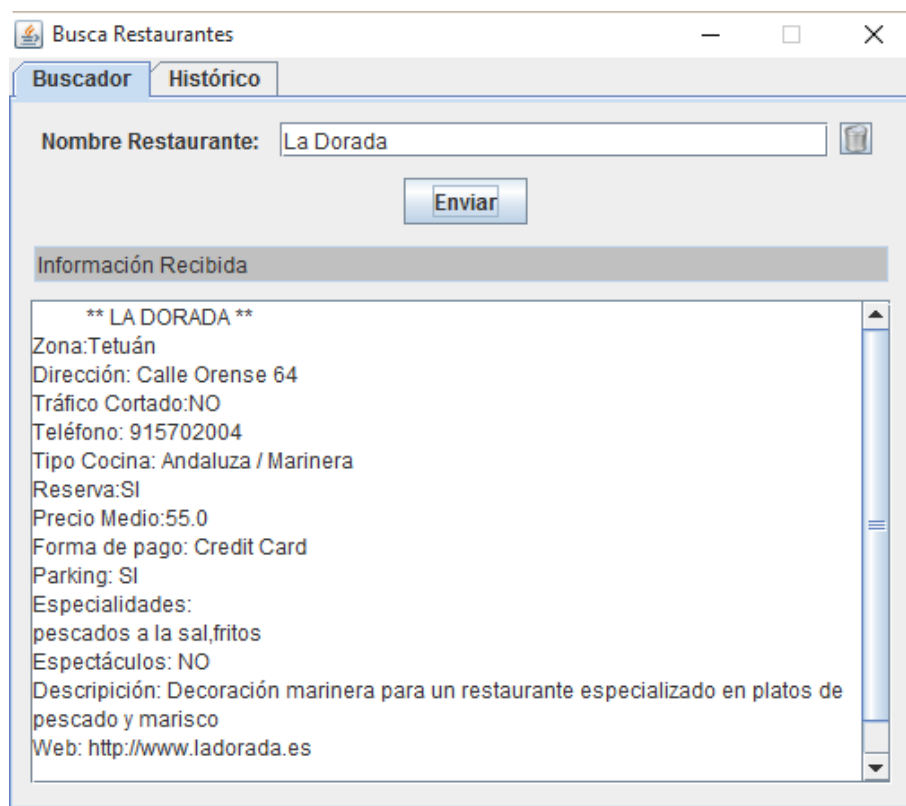 Busca Restaurantes
Buscador Histórico
Nombre Restaurante: La Dorada
Enviar
Información Recibida
** LA DORADA **
Zona:Tetuán
Dirección: Calle Orense 64
Tráfico Cortado:NO
Teléfono: 915702004
Tipo Cocina: Andaluza / Marinera
Reserva:SI
Precio Medio:55.0
Forma de pago: Credit Card
Parking: SI
Especialidades:
pescados a la sal,fritos
Espectáculos: NO
Descripición: Decoración marinera para un restaurante especializado en platos de
pescado y marisco
Web: http://www.ladorada.es